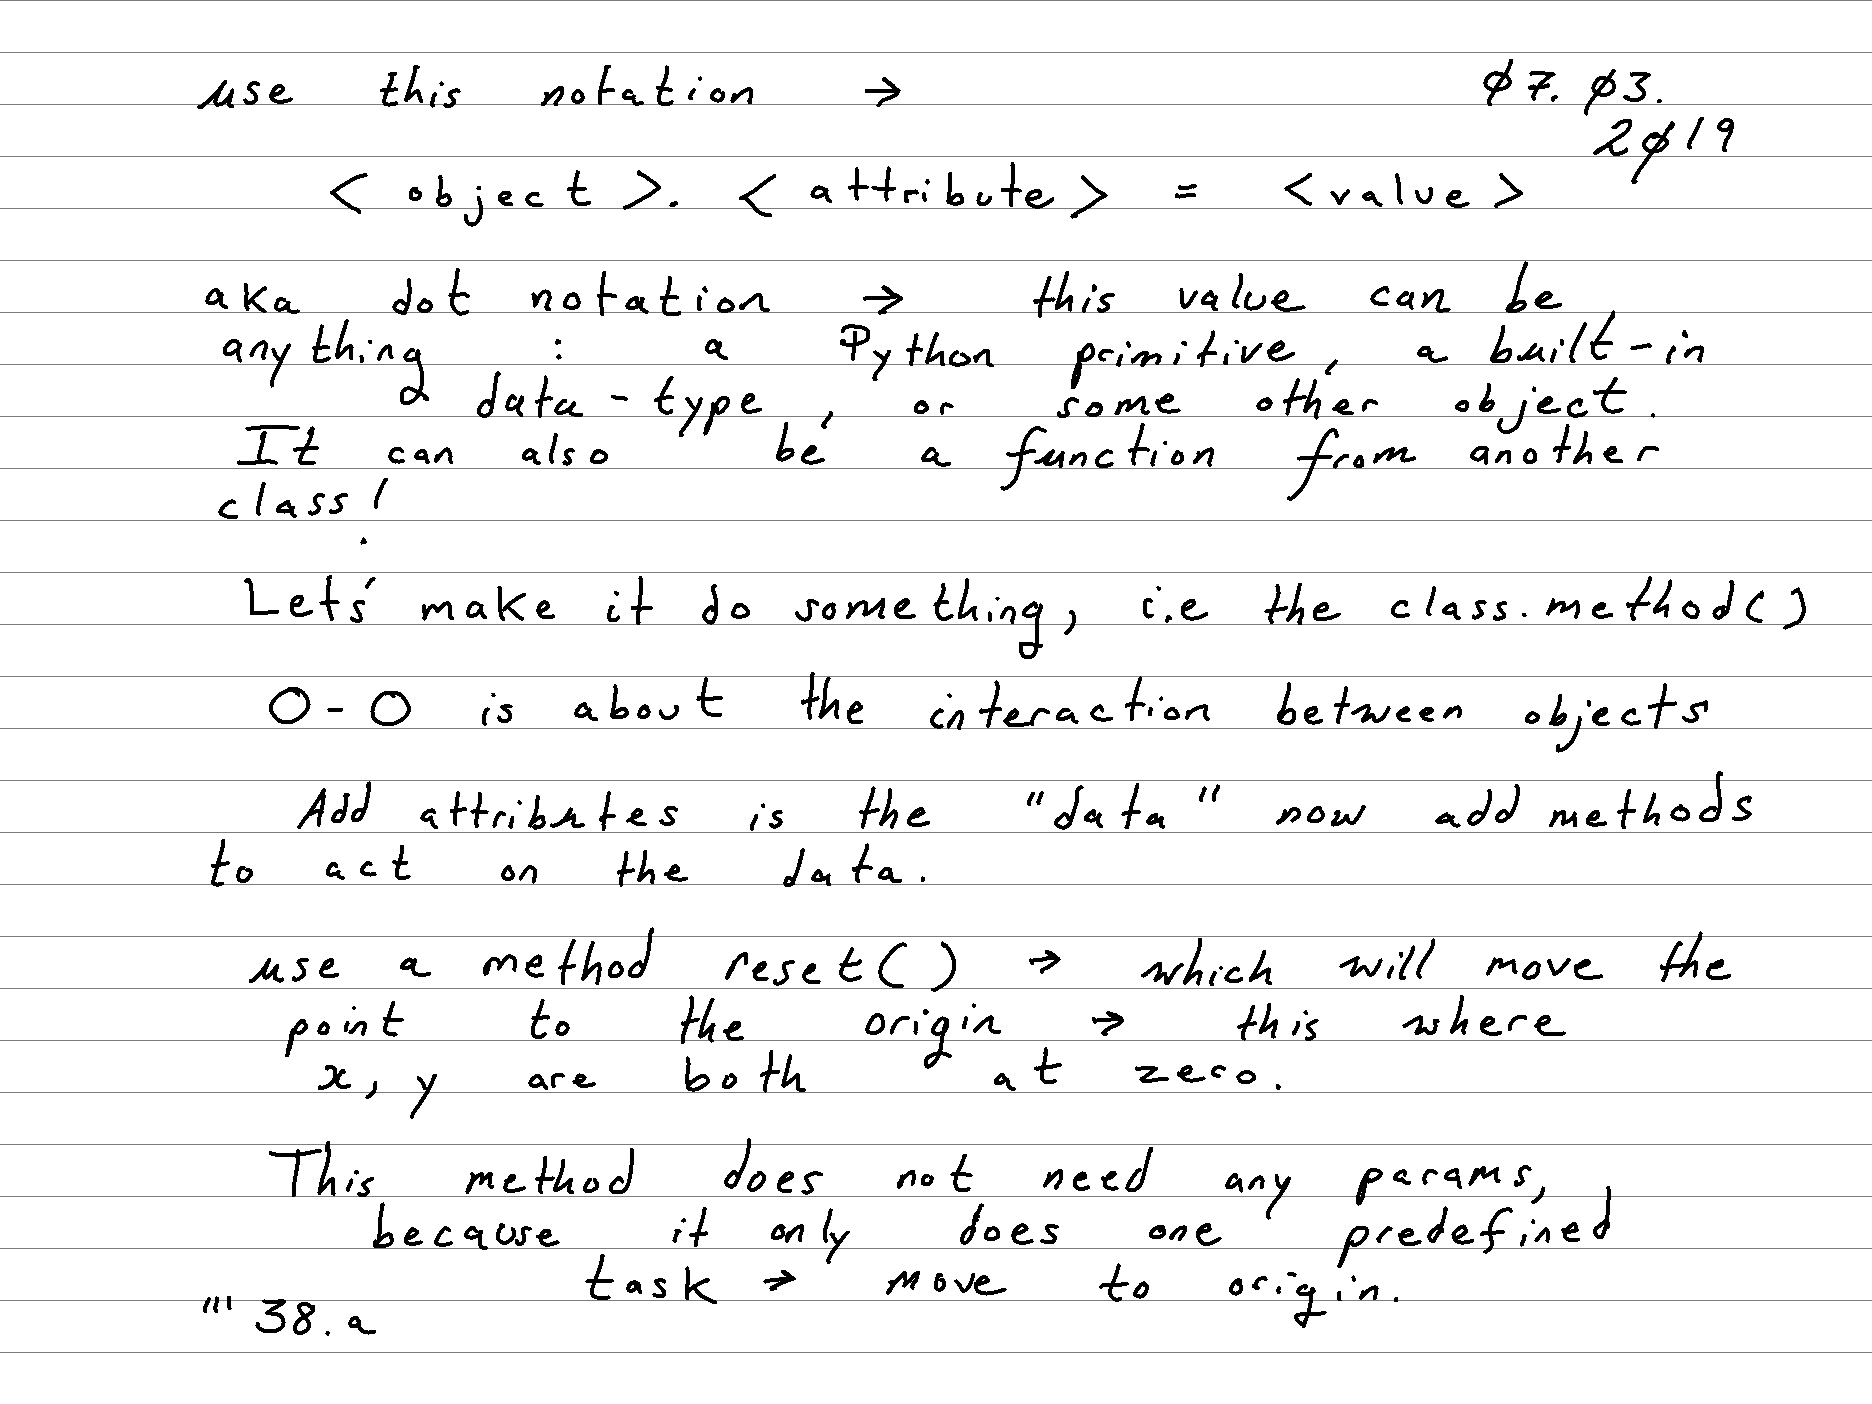 use this notation → 07. 03.
2019
< object >. < attribute > = < value >
aka dot notation → this value can be
anything : a Python primitive, a built-in
data-type, or some other object.
It can also be a function from another
class!
Lets' make it do something, i.e the class.method()
O-O is about the interaction between objects
Add attributes is the "data" now add methods
to act on the data.
use a method reset() → which will move the
point to the origin → this where
x, y are both at zero.
This method does not need any params,
because it only does one predefined
task → move to origin.
"' 38.a